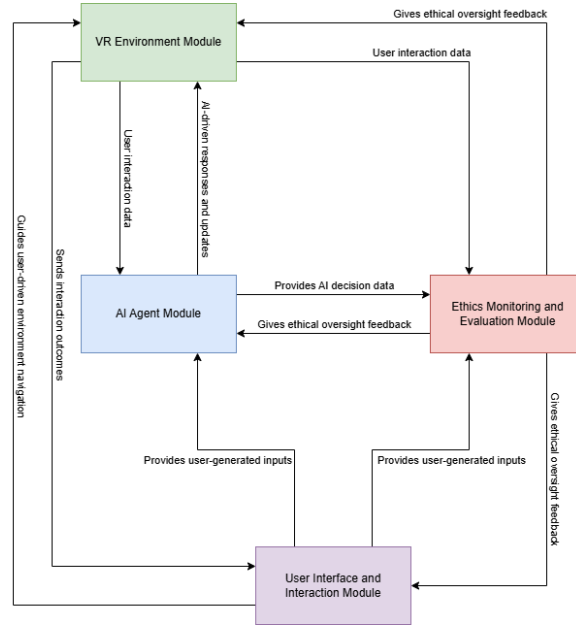 Gives ethical oversight feedback
VR Environment Module
User interaction data
User interaction data
AI-driven responses and updates
Guides user-driven environment navigation
Sends interaction outcomes
AI Agent Module
Provides AI decision data
Gives ethical oversight feedback
Ethics Monitoring and
Evaluation Module
Gives ethical oversight feedback
Provides user-generated inputs
Provides user-generated inputs
User Interface and
Interaction Module